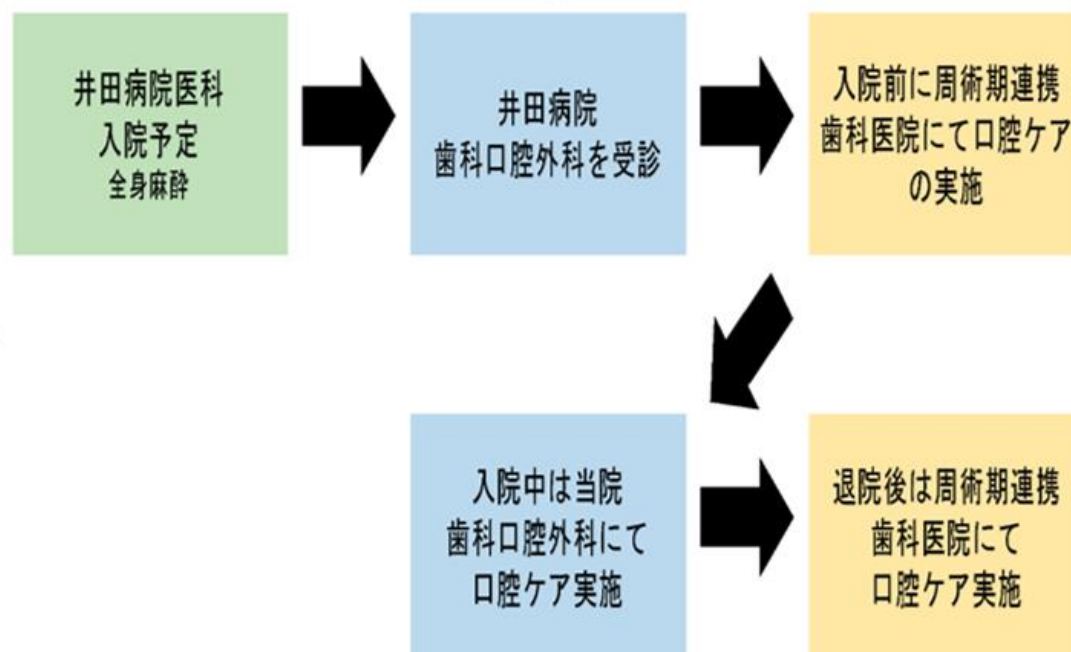 井田病院医科
入院予定
全身麻酔
井田病院
歯科口腔外科を受診
入院前に周術期連携
歯科医院にて口腔ケア
の実施
入院中は当院
歯科口腔外科にて
口腔ケア実施
退院後は周術期連携
歯科医院にて
口腔ケア実施